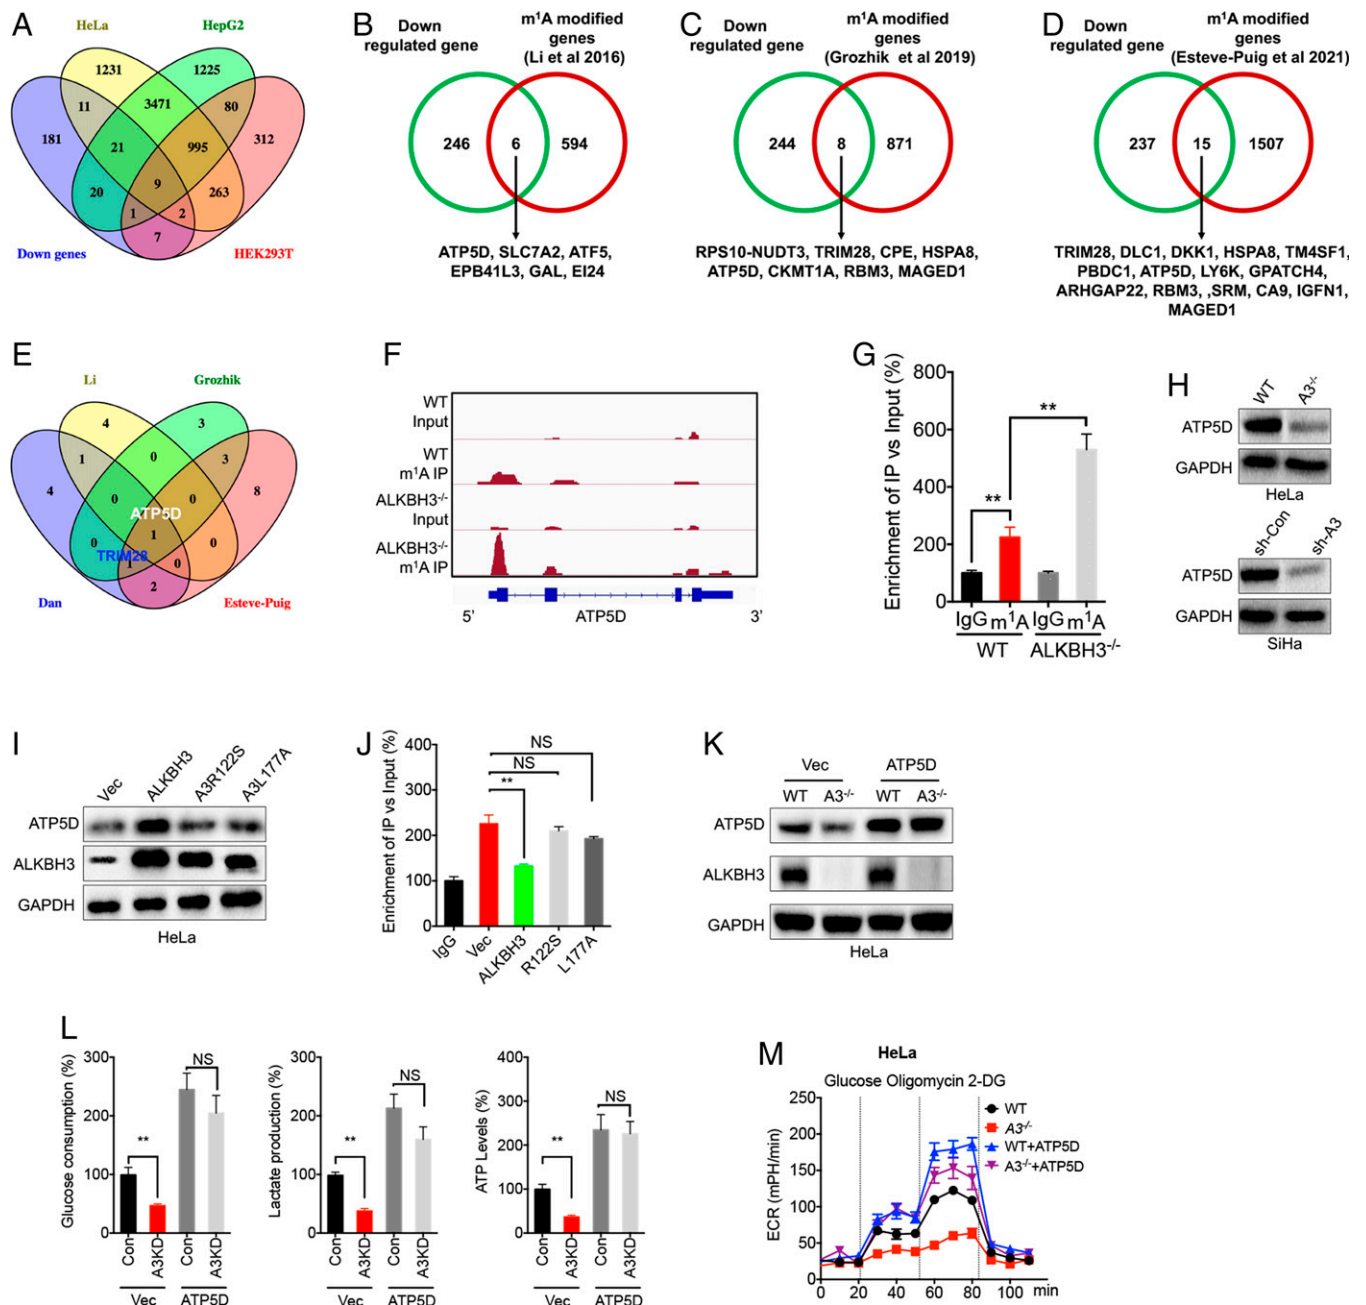 A
HeLa
HepG2
1231
1225
11
3471
80
181
21
995
312
20
9
263
1
2
7
Down genes
HEK293T
B
Down
regulated gene
m¹A modified
genes
(Li et al 2016)
246
6
594
ATP5D, SLC7A2, ATF5,
EPB41L3, GAL, EI24
C
Down
regulated gene
m¹A modified
genes
(Grozhik et al 2019)
244
8
871
RPS10-NUDT3, TRIM28, CPE, HSPA8,
ATP5D, CKMT1A, RBM3, MAGED1
D
Down
regulated gene
m¹A modified
genes
(Esteve-Puig et al 2021)
237
15
1507
TRIM28, DLC1, DKK1, HSPA8, TM4SF1,
PBDC1, ATP5D, LY6K, GPATCH4,
ARHGAP22, RBM3, ,SRM, CA9, IGFN1,
MAGED1
E
Li
Grozhik
4
3
1
0
3
4
0
0
8
ATP5D
0
1
0
TRIM28
1
0
2
Dan
Esteve-Puig
F
WT
Input
WT
m¹A IP
ALKBH3⁻/⁻
Input
ALKBH3⁻/⁻
m¹A IP
5'
ATP5D
3'
G
Enrichment of IP vs Input (%)
800
600
400
200
0
**
**
IgG m¹A IgG m¹A
WT ALKBH3⁻/⁻
H
WT A3⁻/⁻
ATP5D
GAPDH
HeLa
sh-Con sh-A3
ATP5D
GAPDH
SiHa
I
Vec ALKBH3 A3R122S A3L177A
ATP5D
ALKBH3
GAPDH
HeLa
J
Enrichment of IP vs Input (%)
400
300
200
100
0
NS
NS
**
IgG Vec ALKBH3 R122S L177A
K
Vec ATP5D
WT A3⁻/⁻ WT A3⁻/⁻
ATP5D
ALKBH3
GAPDH
HeLa
L
Glucose consumption (%)
300
200
100
0
**
NS
Con A3KD Con A3KD
Vec ATP5D
Lactate production (%)
300
200
100
0
**
NS
Con A3KD Con A3KD
Vec ATP5D
ATP Levels (%)
400
300
200
100
0
**
NS
Con A3KD Con A3KD
Vec ATP5D
M
HeLa
Glucose Oligomycin 2-DG
ECR (mPH/min)
250
200
150
100
50
0
WT
A3⁻/⁻
WT+ATP5D
A3⁻/⁻+ATP5D
0 20 40 60 80 100 min